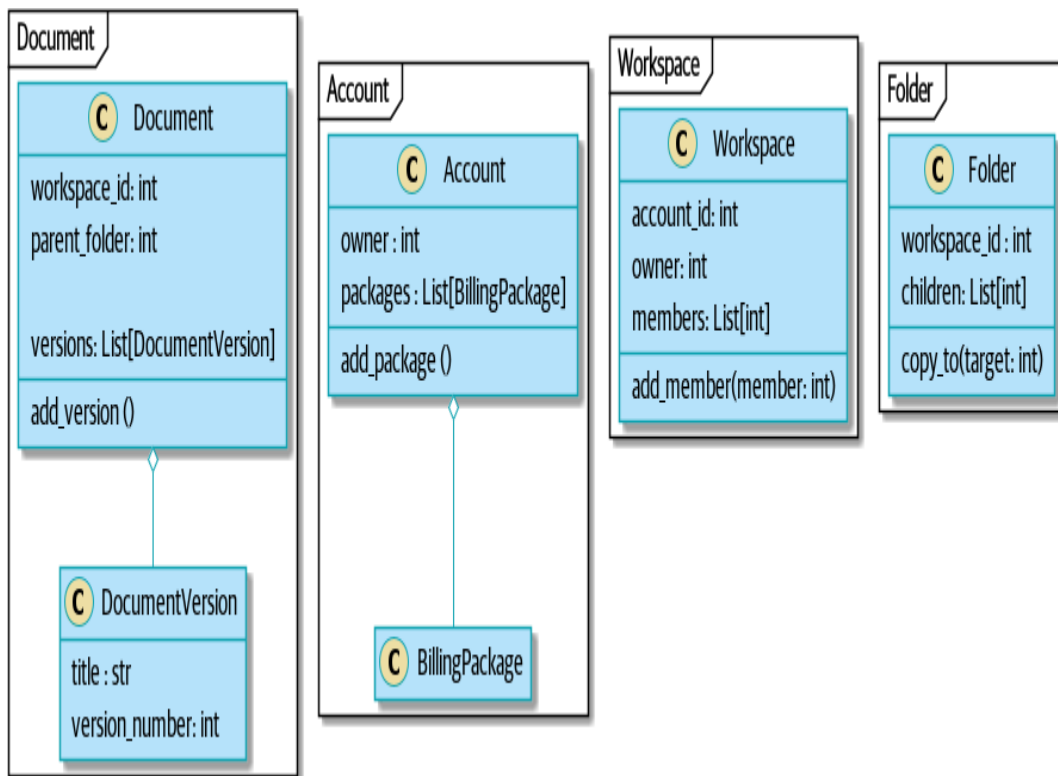 Document
C Document
workspace_id: int
parent_folder: int
versions: List[DocumentVersion]
add_version ()
C DocumentVersion
title : str
version_number: int
Account
C Account
owner : int
packages : List[BillingPackage]
add_package ()
C BillingPackage
Workspace
C Workspace
account_id: int
owner: int
members: List[int]
add_member(member: int)
Folder
C Folder
workspace_id : int
children: List[int]
copy_to(target: int)